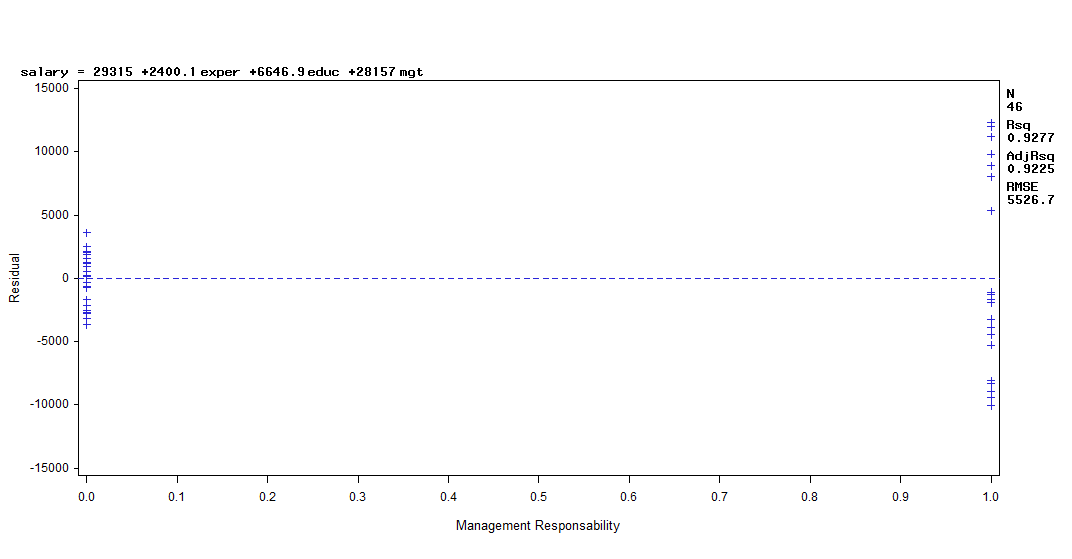 salary = 29315 +2400.1 exper +6646.9 educ +28157 mgt
15000
10000
5000
0
-5000
-10000
-15000
Residual
0.0 0.1 0.2 0.3 0.4 0.5 0.6 0.7 0.8 0.9 1.0
Management Responsability
N
46
Rsq
0.9277
AdjRsq
0.9225
RMSE
5526.7